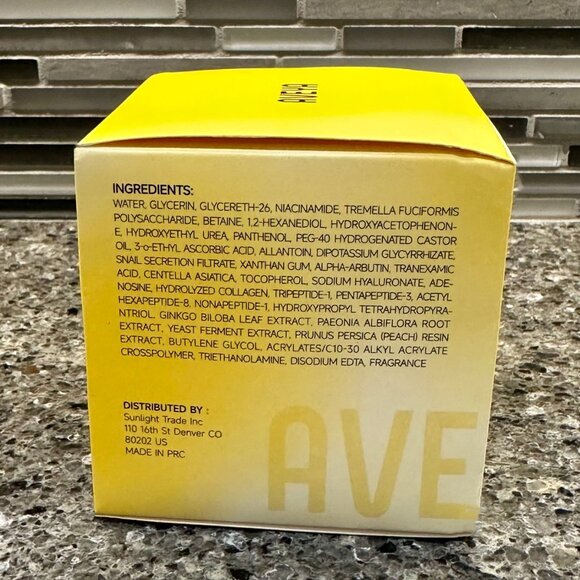 INGREDIENTS:
WATER, GLYCERIN, GLYCERETH-26, NIACINAMIDE, TREMELLA FUCIFORMIS
POLYSACCHARIDE, BETAINE, 1,2-HEXANEDIOL, HYDROXYACETOPHENON-
E, HYDROXYETHYL UREA, PANTHENOL, PEG-40 HYDROGENATED CASTOR
OIL, 3-o-ETHYL ASCORBIC ACID, ALLANTOIN, DIPOTASSIUM GLYCYRRHIZATE,
SNAIL SECRETION FILTRATE, XANTHAN GUM, ALPHA-ARBUTIN, TRANEXAMIC
ACID, CENTELLA ASIATICA, TOCOPHEROL, SODIUM HYALURONATE, ADE-
NOSINE, HYDROLYZED COLLAGEN, TRIPEPTIDE-1, PENTAPEPTIDE-3, ACETYL
HEXAPEPTIDE-8, NONAPEPTIDE-1, HYDROXYPROPYL TETRAHYDROPYRA-
NTRIOL. GINKGO BILOBA LEAF EXTRACT, PAEONIA ALBIFLORA ROOT
EXTRACT, YEAST FERMENT EXTRACT, PRUNUS PERSICA (PEACH) RESIN
EXTRACT, BUTYLENE GLYCOL, ACRYLATES/C10-30 ALKYL ACRYLATE
CROSSPOLYMER, TRIETHANOLAMINE, DISODIUM EDTA, FRAGRANCE
DISTRIBUTED BY :
Sunlight Trade Inc
110 16th St Denver CO
80202 US
MADE IN PRC
AVE